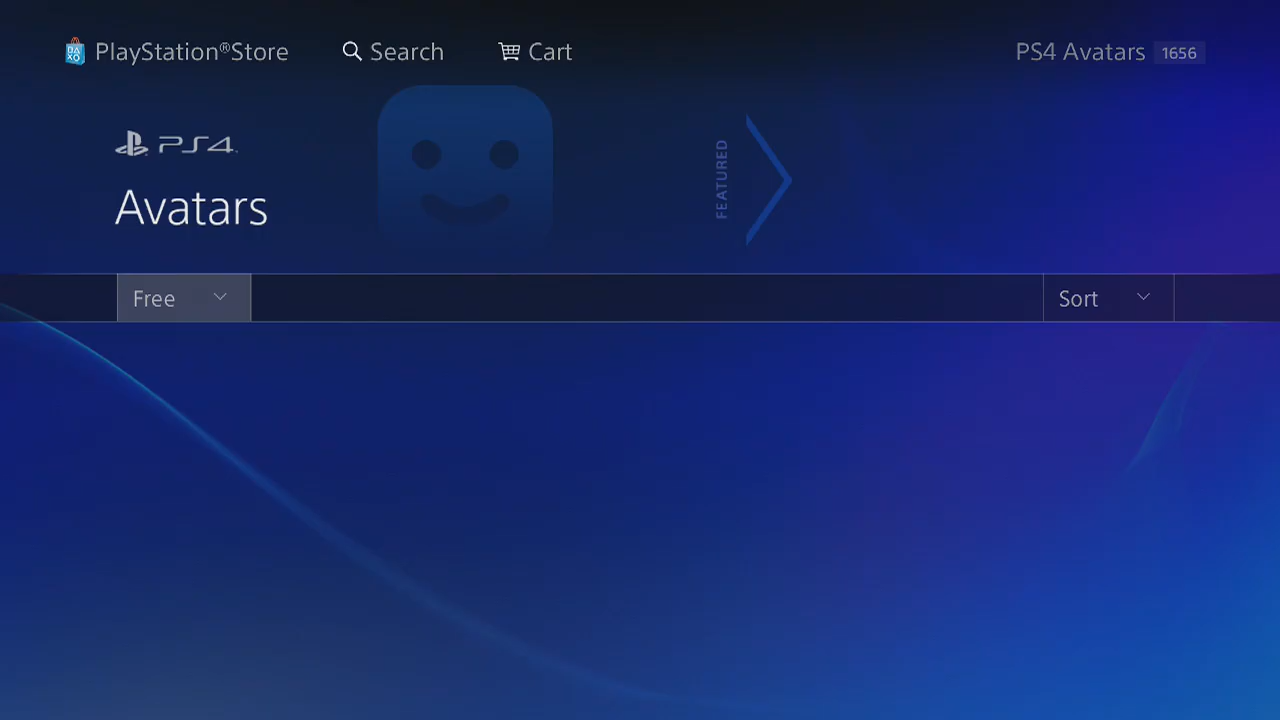 PlayStation®Store
Search
Cart
PS4 Avatars 1656
PS4
Avatars
FEATURED
Free
Sort